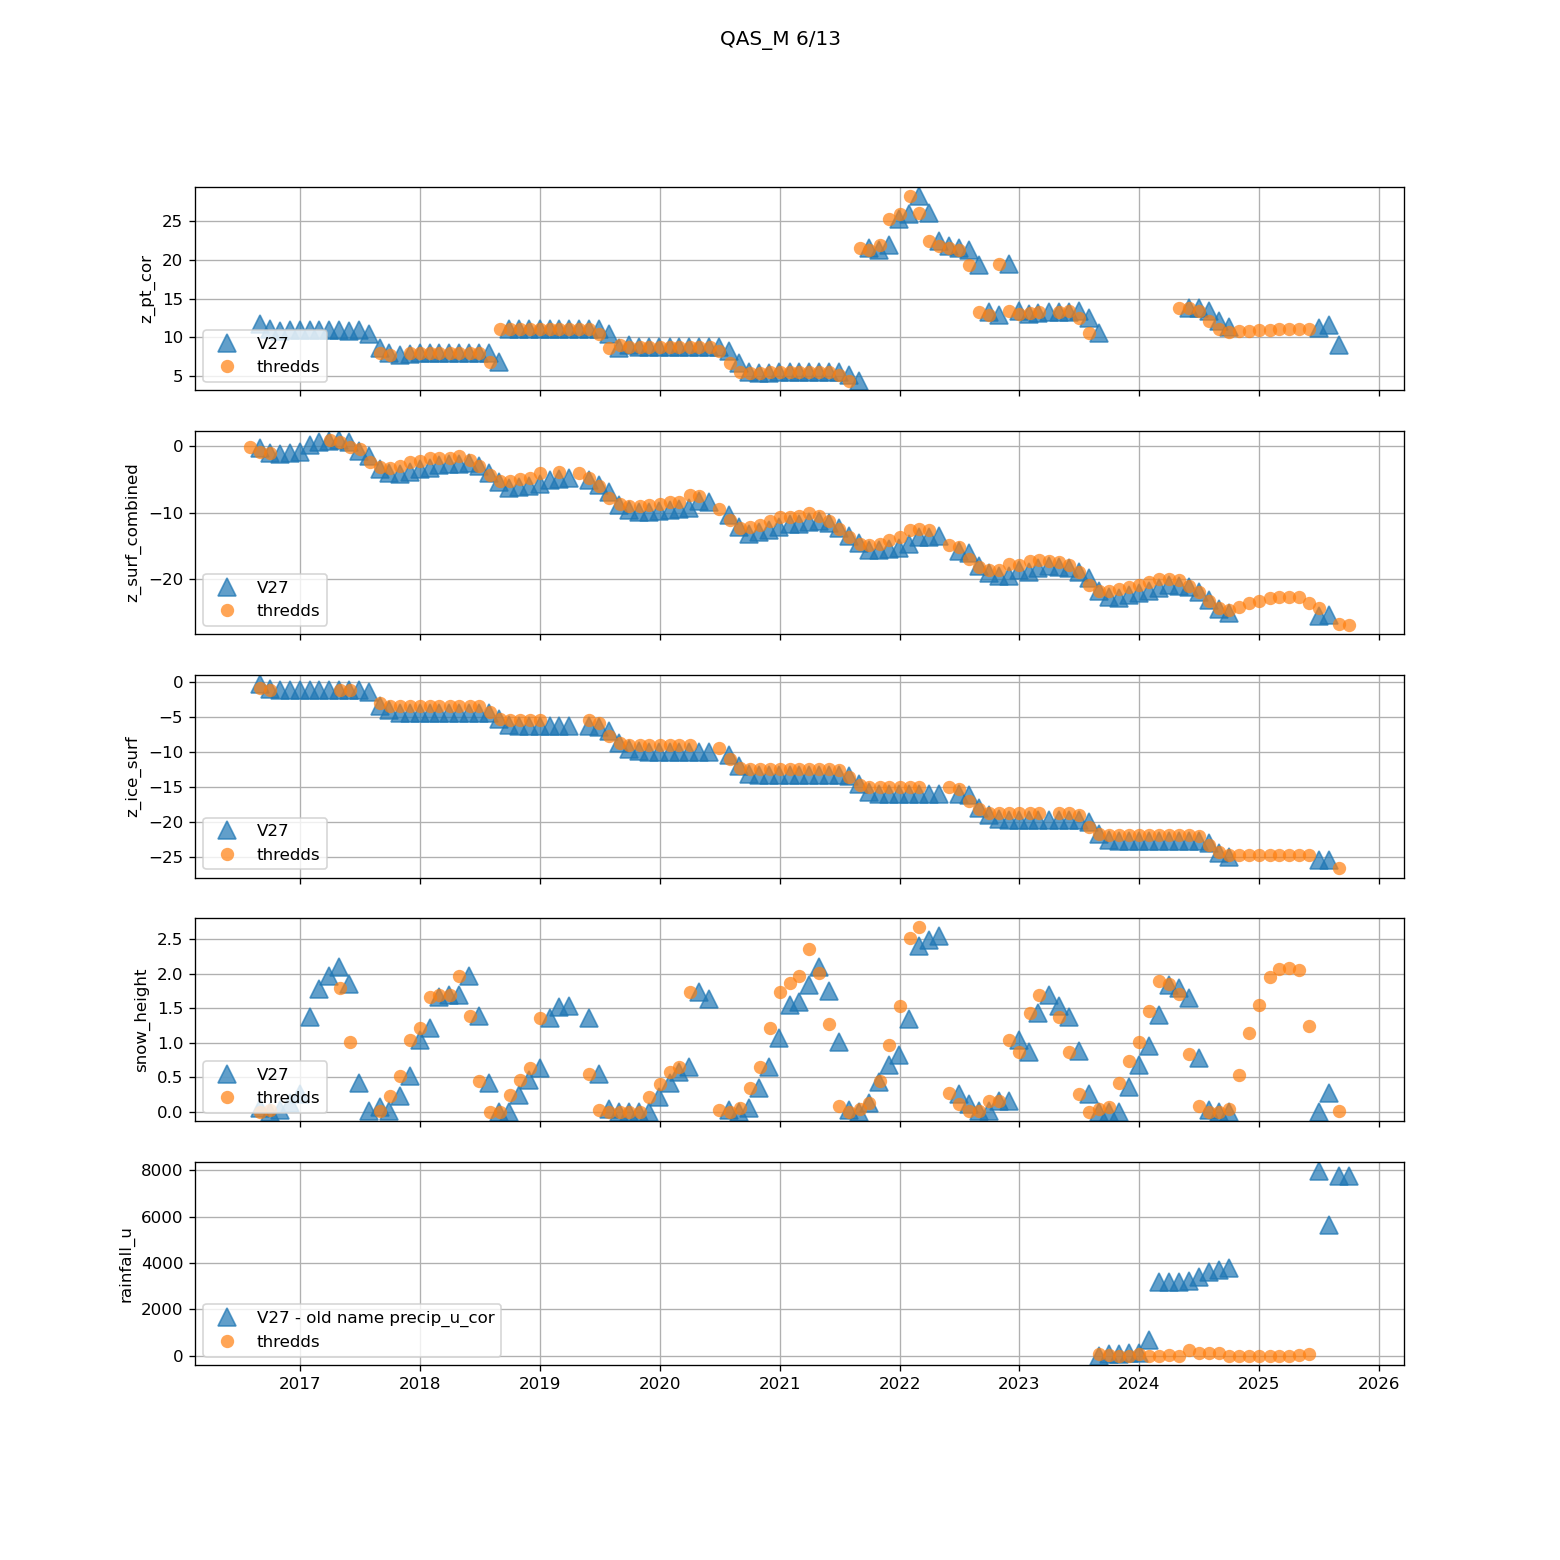 QAS_M 6/13
z_pt_cor
25
20
15
10
5
V27
thredds
z_surf_combined
0
−10
−20
V27
thredds
z_ice_surf
0
−5
−10
−15
−20
−25
V27
thredds
snow_height
2.5
2.0
1.5
1.0
0.5
0.0
V27
thredds
rainfall_u
8000
6000
4000
2000
0
V27 - old name precip_u_cor
thredds
2017 2018 2019 2020 2021 2022 2023 2024 2025 2026